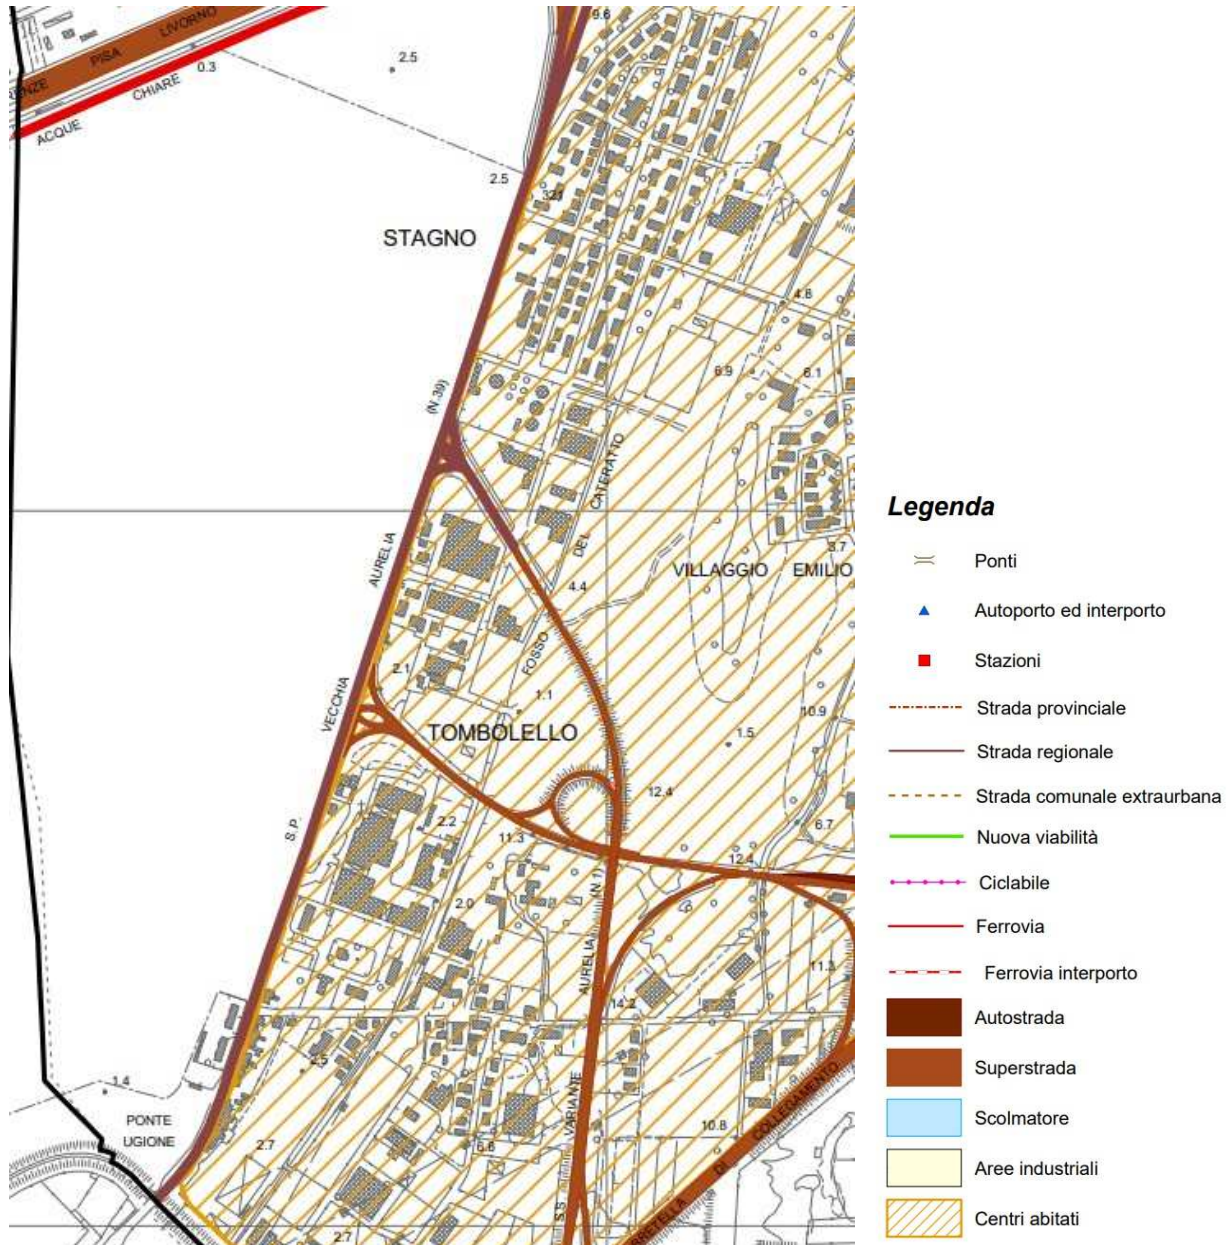 9.6
LIVORNO
PISA
RENZE
2.5
0.3
CHIARE
ACQUE
2.5
321
STAGNO
4.8
6.9
6.1
(N.39)
CATERATTO
DEL
AURELIA
3.7
VILLAGGIO EMILIO
4.4
FOSSO
2.1
1.1
VECCHIA
10.9
TOMBOLELLO
1.5
12.4
S.P.
2.2
11.3
6.7
12.4
(N 1)
2.0
AURELIA
11.3
14.2
2.5
1.4
VARIANTE
COLLEGAMENTO
PONTE
UGIONE
10.8
2.7
6.6
DI
BRETELLA
S.S.
2.7
Legenda
Ponti
Autoporto ed interporto
Stazioni
Strada provinciale
Strada regionale
Strada comunale extraurbana
Nuova viabilità
Ciclabile
Ferrovia
Ferrovia interporto
Autostrada
Superstrada
Scolmatore
Aree industriali
Centri abitati